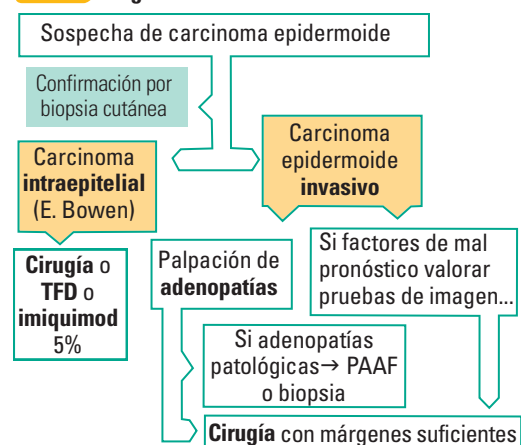 Sospecha de carcinoma epidermoide
Confirmación por
biopsia cutánea
Carcinoma
intraepitelial
(E. Bowen)
Carcinoma
epidermoide
invasivo
Cirugía o
TFD o
imiquimod
5%
Palpación de
adenopatías
Si factores de mal
pronóstico valorar
pruebas de imagen...
Si adenopatías
patológicas→ PAAF
o biopsia
Cirugía con márgenes suficientes